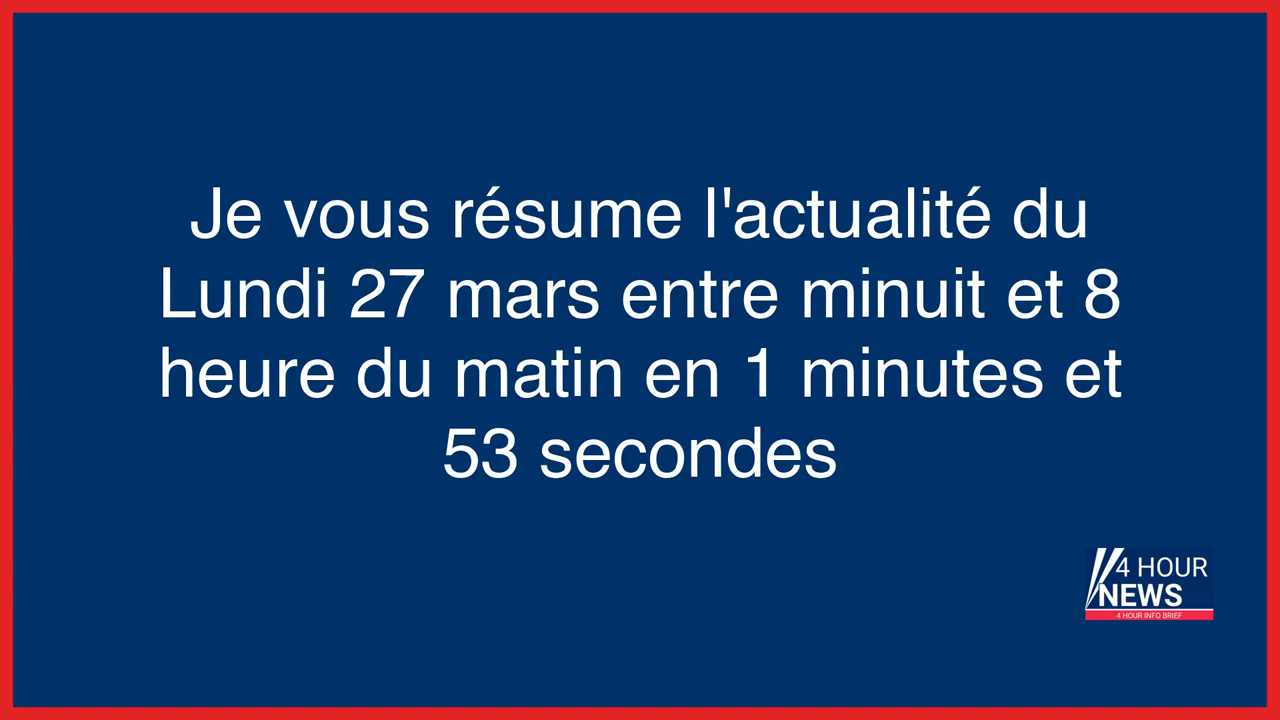 Je vous résume l'actualité du
Lundi 27 mars entre minuit et 8
heure du matin en 1 minutes et
53 secondes
4 HOUR
NEWS
4 HOUR INFO BRIEF